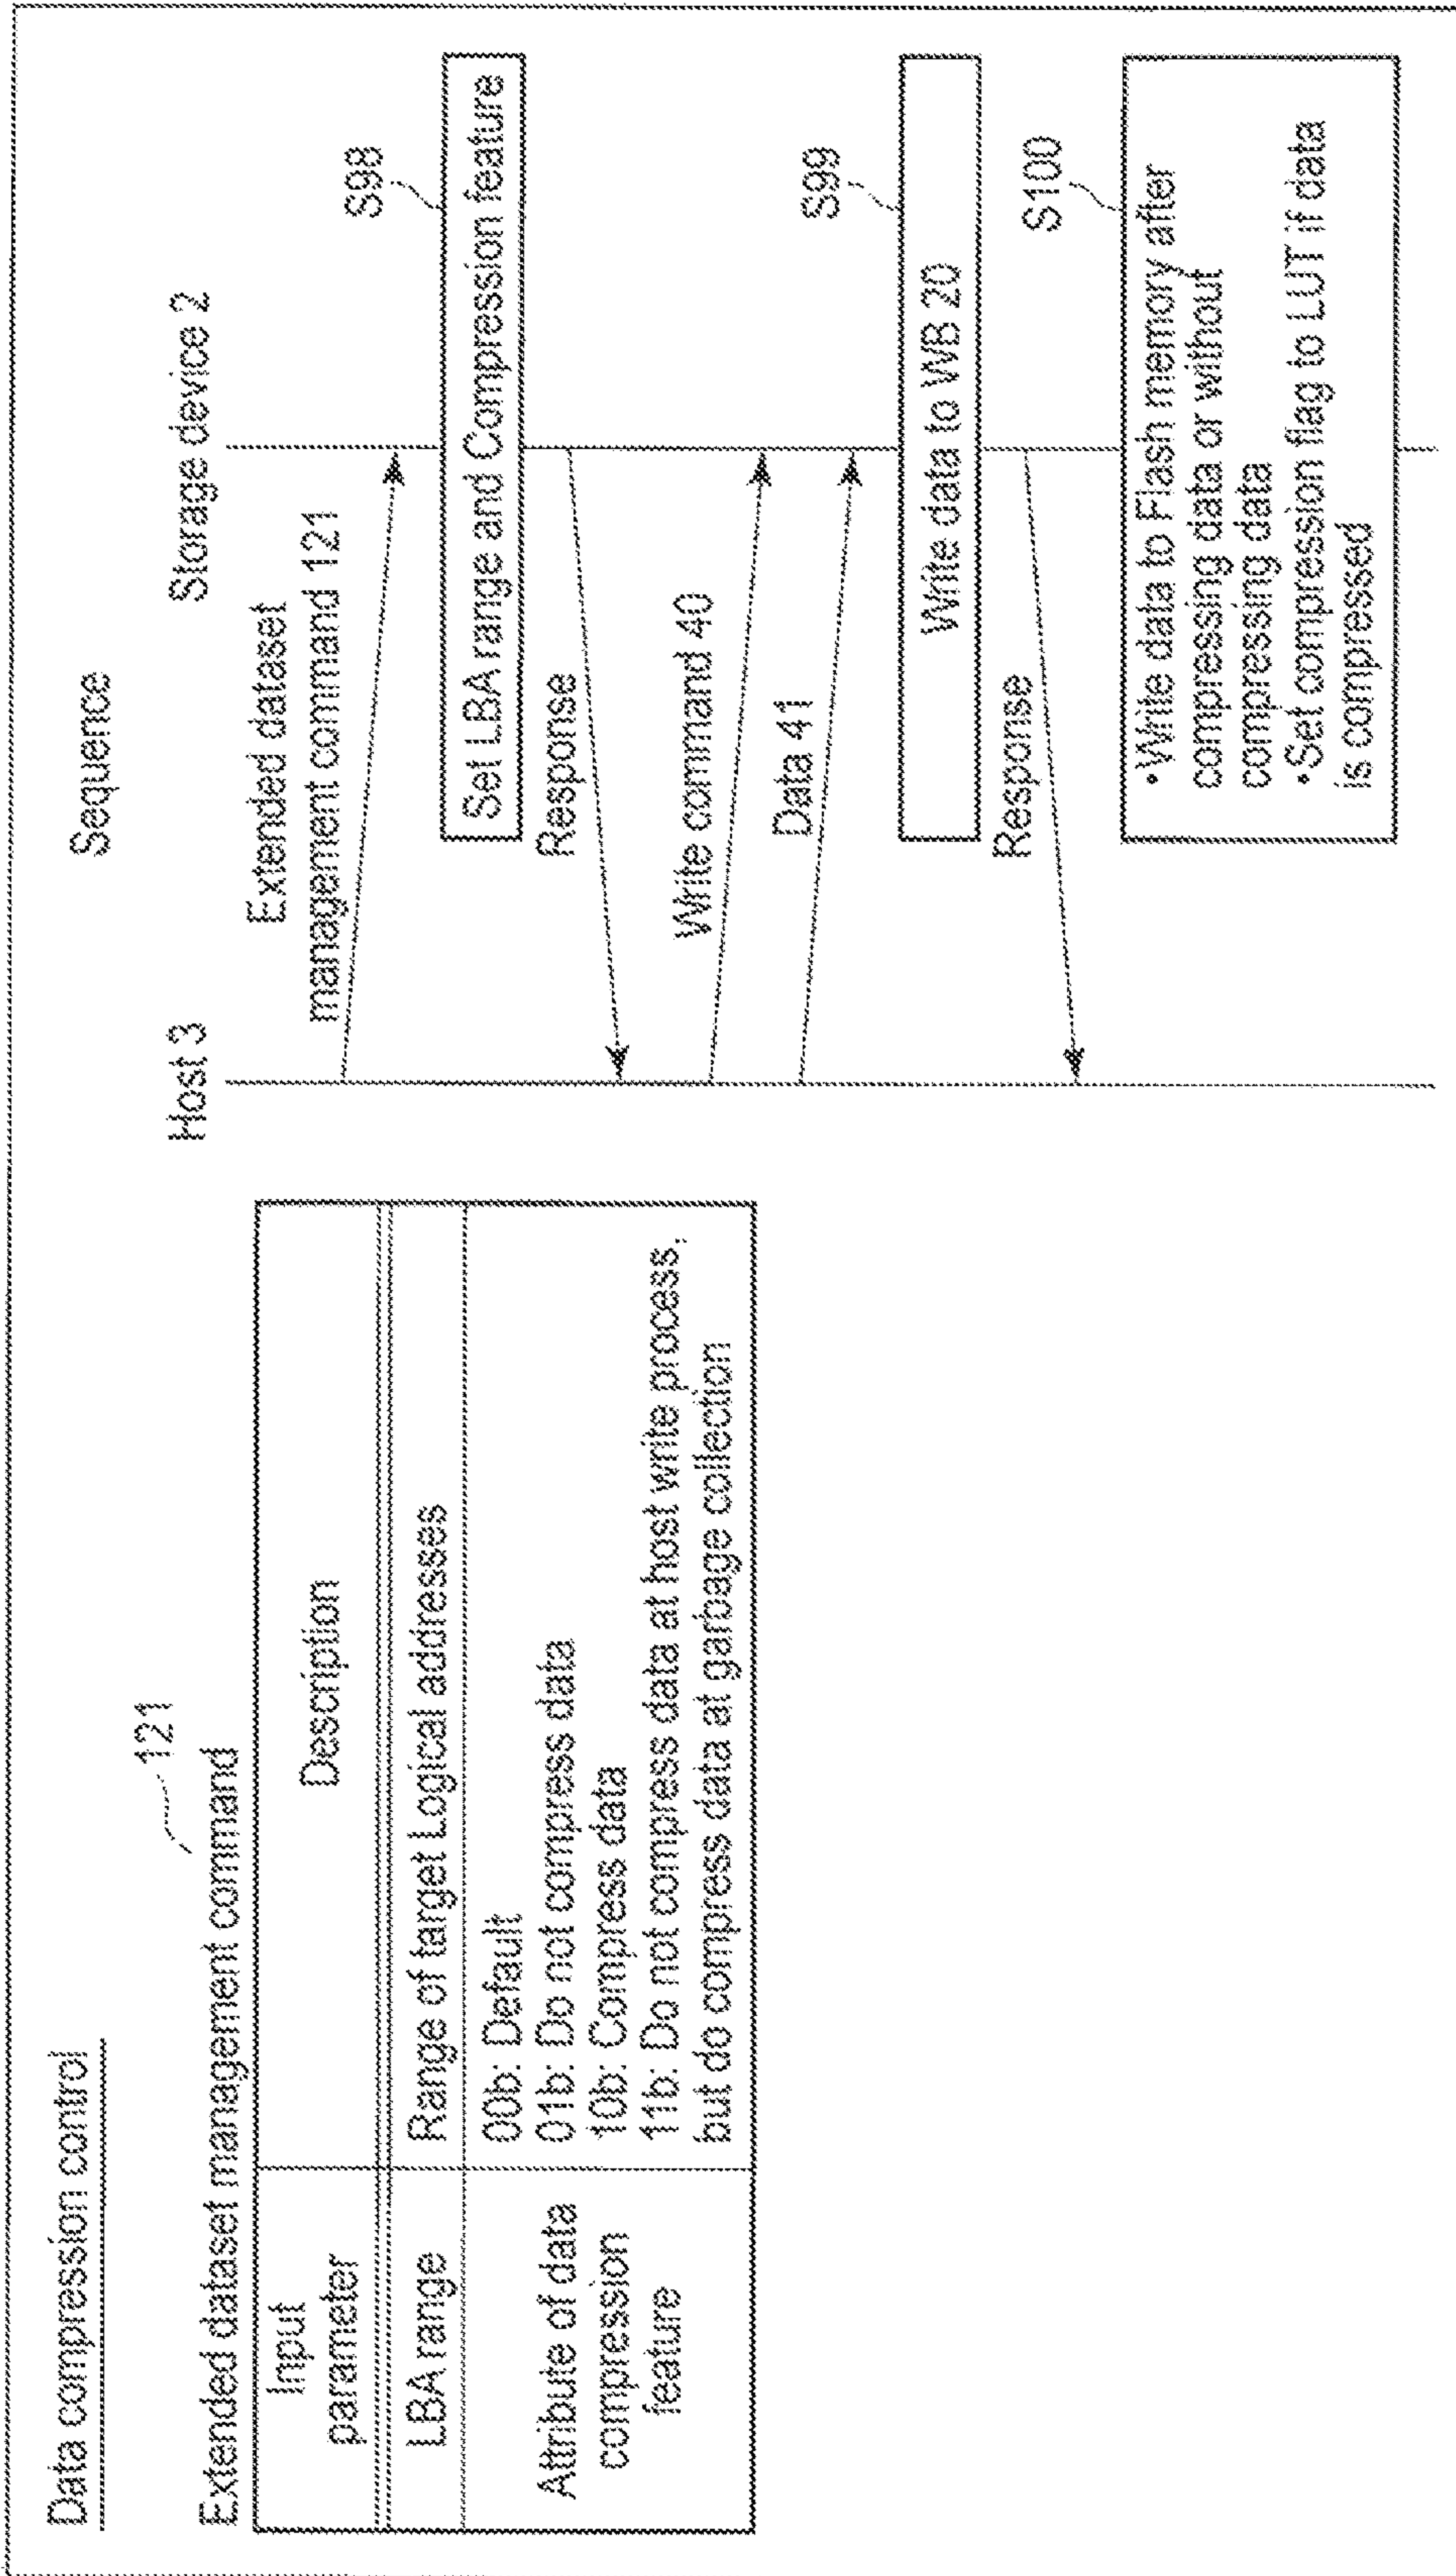 Data compression control
121
Extended dataset management command
Input
parameter
Description
LBA range
Range of target Logical addresses
Attribute of data
compression
feature
00b: Default
01b: Do not compress data
10b: Compress data
11b: Do not compress data at host write process,
but do compress data at garbage collection
Sequence
Host 3
Storage device 2
Extended dataset
management command 121
S98
Set LBA range and Compression feature
Response
Write command 40
Data 41
S99
Write data to WB 20
Response
S100
•Write data to Flash memory after
compressing data or without
compressing data
•Set compression flag to LUT if data
is compressed